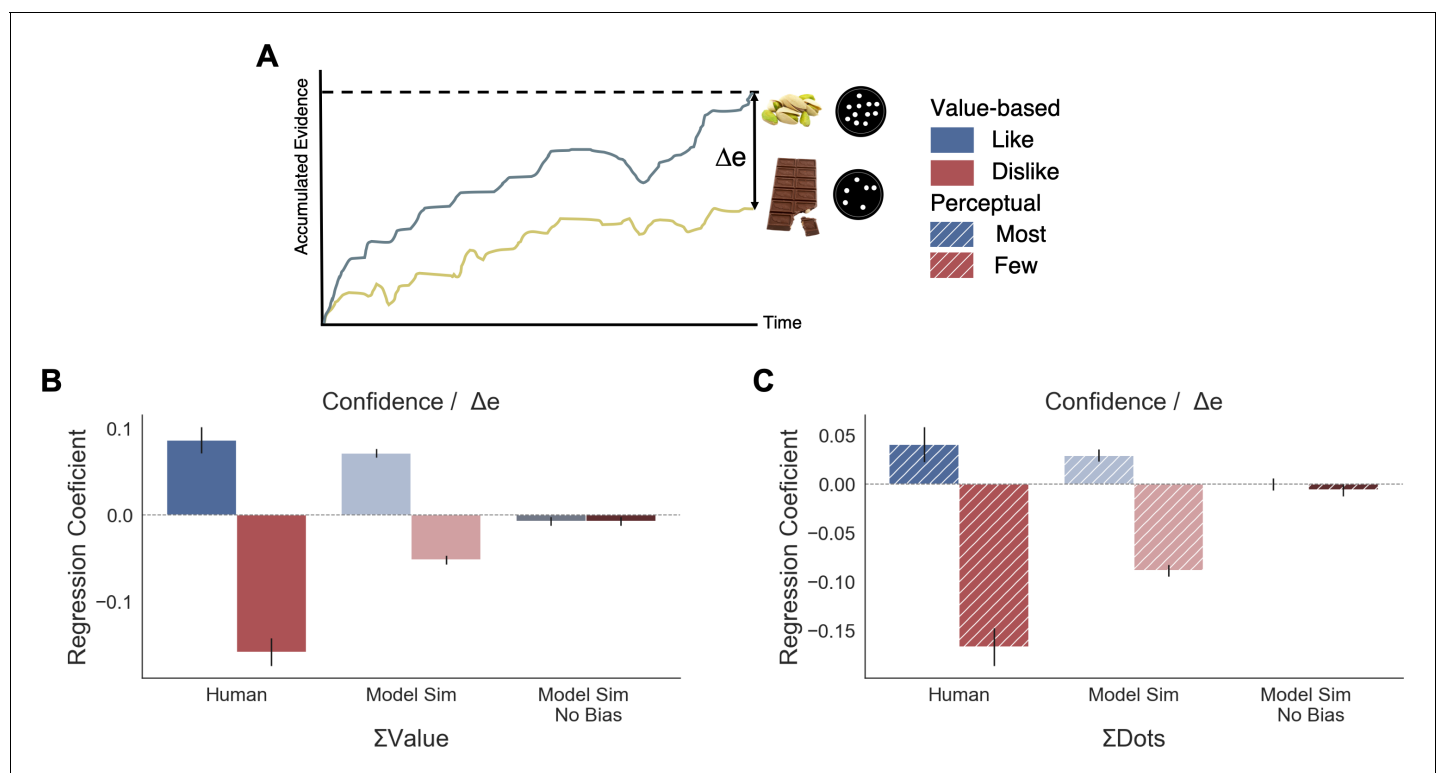 A
Accumulated Evidence
Δe
Time
Value-based
Like
Dislike
Perceptual
Most
Few
B
Confidence / Δe
Regression Coeficient
0.1
0.0
−0.1
Human
Model Sim
Model Sim
No Bias
ΣValue
C
Confidence / Δe
Regression Coeficient
0.05
0.00
−0.05
−0.10
−0.15
Human
Model Sim
Model Sim
No Bias
ΣDots